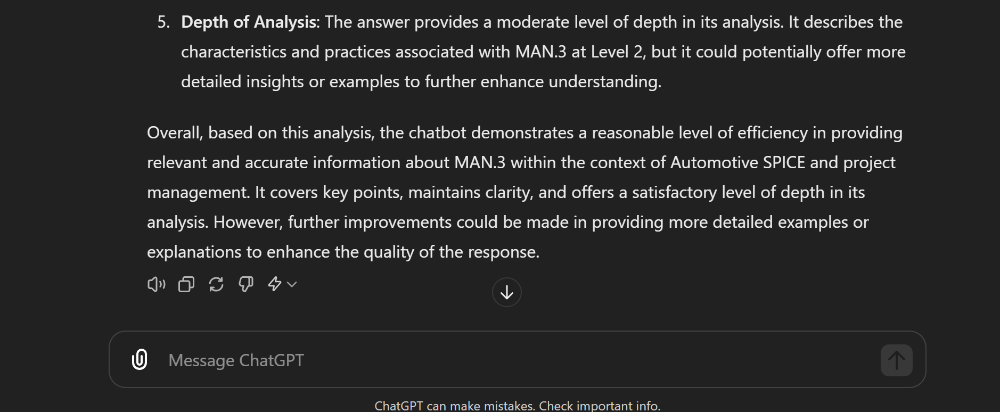 5. Depth of Analysis: The answer provides a moderate level of depth in its analysis. It describes the
characteristics and practices associated with MAN.3 at Level 2, but it could potentially offer more
detailed insights or examples to further enhance understanding.
Overall, based on this analysis, the chatbot demonstrates a reasonable level of efficiency in providing
relevant and accurate information about MAN.3 within the context of Automotive SPICE and project
management. It covers key points, maintains clarity, and offers a satisfactory level of depth in its
analysis. However, further improvements could be made in providing more detailed examples or
explanations to enhance the quality of the response.
Message ChatGPT
ChatGPT can make mistakes. Check important info.